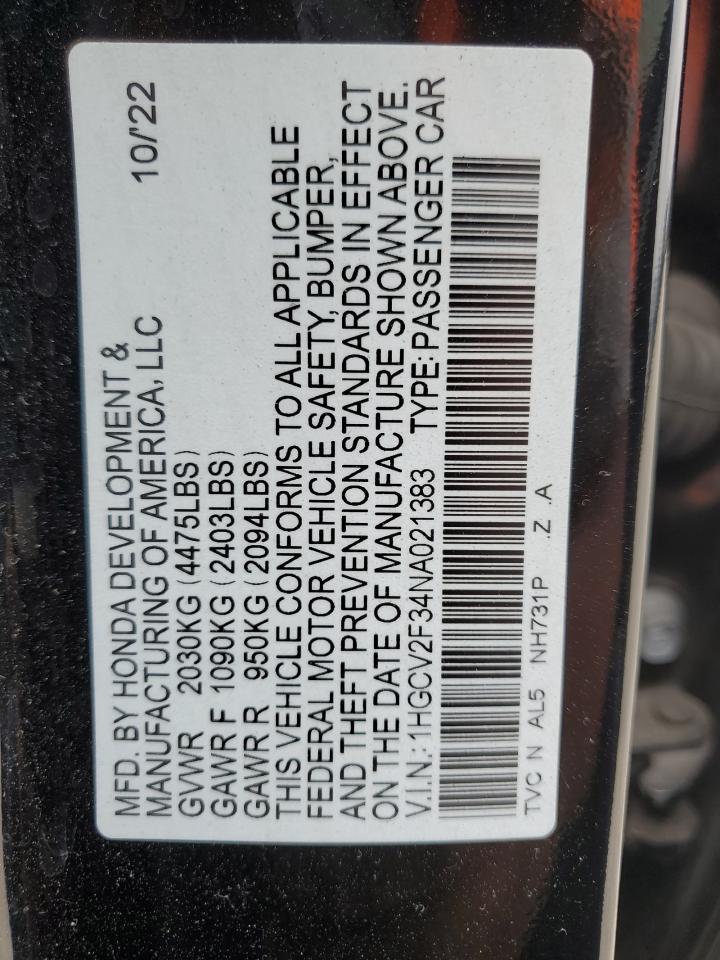 MFD. BY HONDA DEVELOPMENT &
MANUFACTURING OF AMERICA, LLC 10/'22
GVWR 2030KG (4475LBS)
GAWR F 1090KG (2403LBS)
GAWR R 950KG (2094LBS)
THIS VEHICLE CONFORMS TO ALL APPLICABLE
FEDERAL MOTOR VEHICLE SAFETY, BUMPER,
AND THEFT PREVENTION STANDARDS IN EFFECT
ON THE DATE OF MANUFACTURE SHOWN ABOVE.
V.I.N.: 1HGCV2F34NA021383 TYPE: PASSENGER CAR
TVC N AL5 NH731P .Z .A